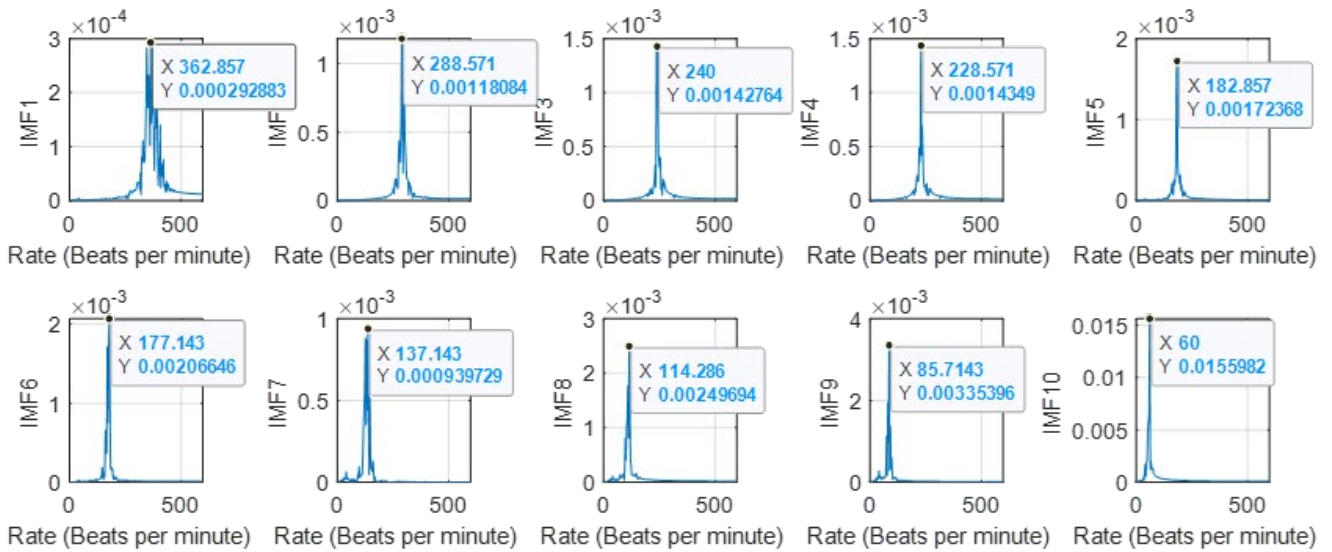 ×10⁻⁴
3
2
1
0
IMF1
X 362.857
Y 0.000292883
0
500
Rate (Beats per minute)
×10⁻³
1
0.5
0
IMF
X 288.571
Y 0.00118084
0
500
Rate (Beats per minute)
×10⁻³
1.5
1
0.5
0
3
X 240
Y 0.00142764
0
500
Rate (Beats per minute)
×10⁻³
1.5
1
0.5
0
IMF4
X 228.571
Y 0.0014349
0
500
Rate (Beats per minute)
×10⁻³
2
1
0
IMF5
X 182.857
Y 0.00172368
0
500
Rate (Beats per minute)
×10⁻³
2
1
0
IMF6
X 177.143
Y 0.00206646
0
500
Rate (Beats per minute)
×10⁻³
1
0.5
0
IMF7
X 137.143
Y 0.000939729
0
500
Rate (Beats per minute)
×10⁻³
3
2
1
0
IMF8
X 114.286
Y 0.00249694
0
500
Rate (Beats per minute)
×10⁻³
4
2
0
IMF9
X 85.7143
Y 0.00335396
0
500
Rate (Beats per minute)
0.015
0.01
0.005
0
IMF10
X 60
Y 0.0155982
0
500
Rate (Beats per minute)